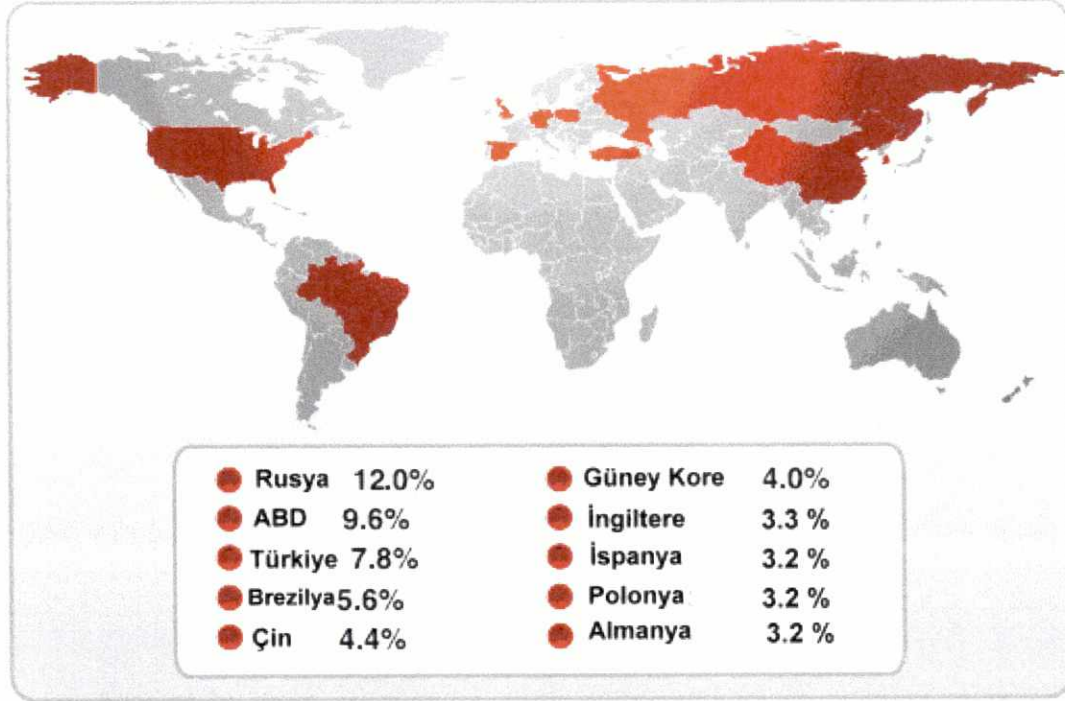 Rusya 12.0%
ABD 9.6%
Türkiye 7.8%
Brezilya 5.6%
Çin 4.4%
Güney Kore 4.0%
İngiltere 3.3 %
İspanya 3.2 %
Polonya 3.2 %
Almanya 3.2 %